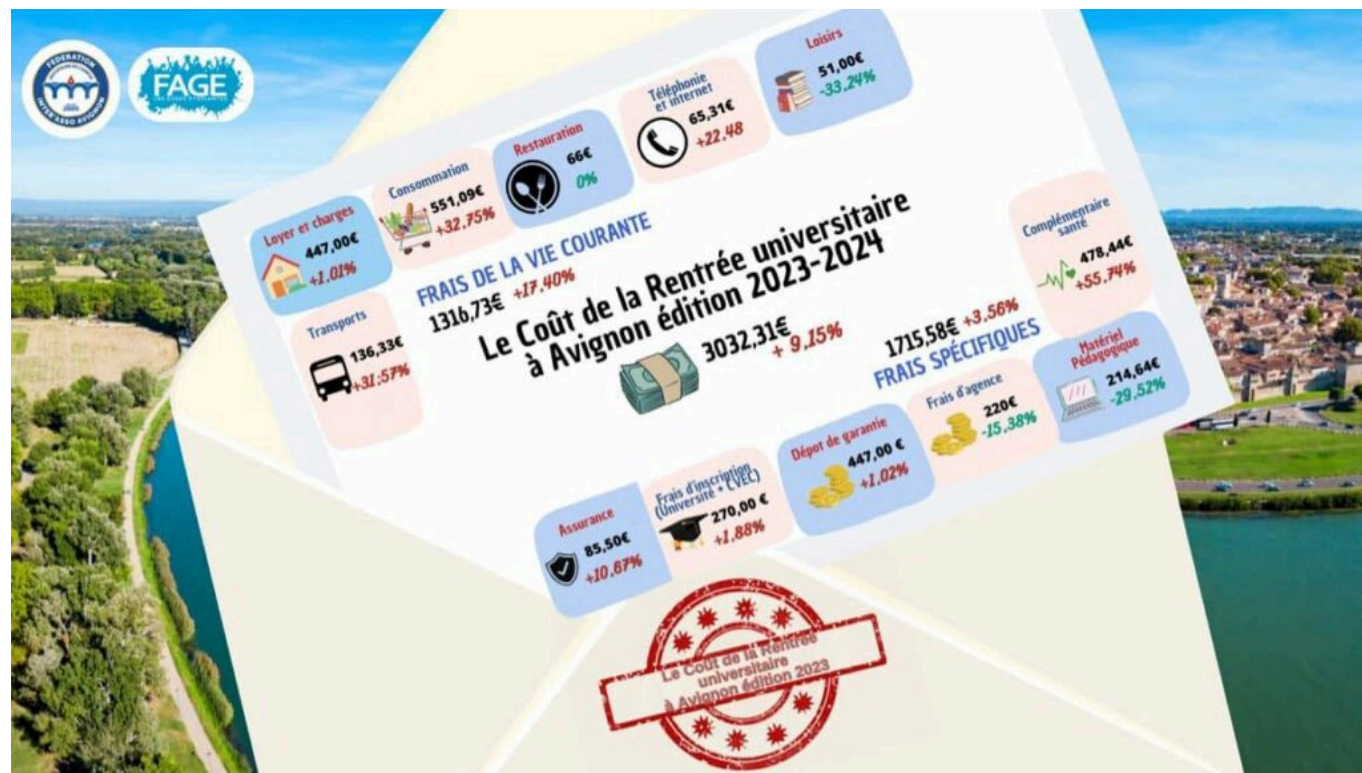 FEDERATION
INTER'ASSO AVIGNON
FAGE
Loyer et charges
447,00€
+1.01%
Consommation
551,09€
+32,75%
Restauration
66€
0%
Téléphonie
et internet
65,31€
+22,48
Loisirs
51,00€
-33,24%
Transports
136,33€
+31;57%
FRAIS DE LA VIE COURANTE
1316,73€ +17.40%
Le Coût de la Rentrée universitaire
à Avignon édition 2023-2024
3032,31€
+ 9,15%
1715,58€ +3.56%
FRAIS SPÉCIFIQUES
Complémentaire
santé
478,44€
+55,74%
Matériel
Pédagogique
214,64€
-29,52%
Frais d'agence
220€
-15,38%
Dépot de garantie
447,00 €
+1.02%
Frais d'inscription
(Université + CVEC)
270,00 €
+1.88%
Assurance
85,50€
+10,67%
Le Coût de la Rentrée
universitaire
à Avignon édition 2023